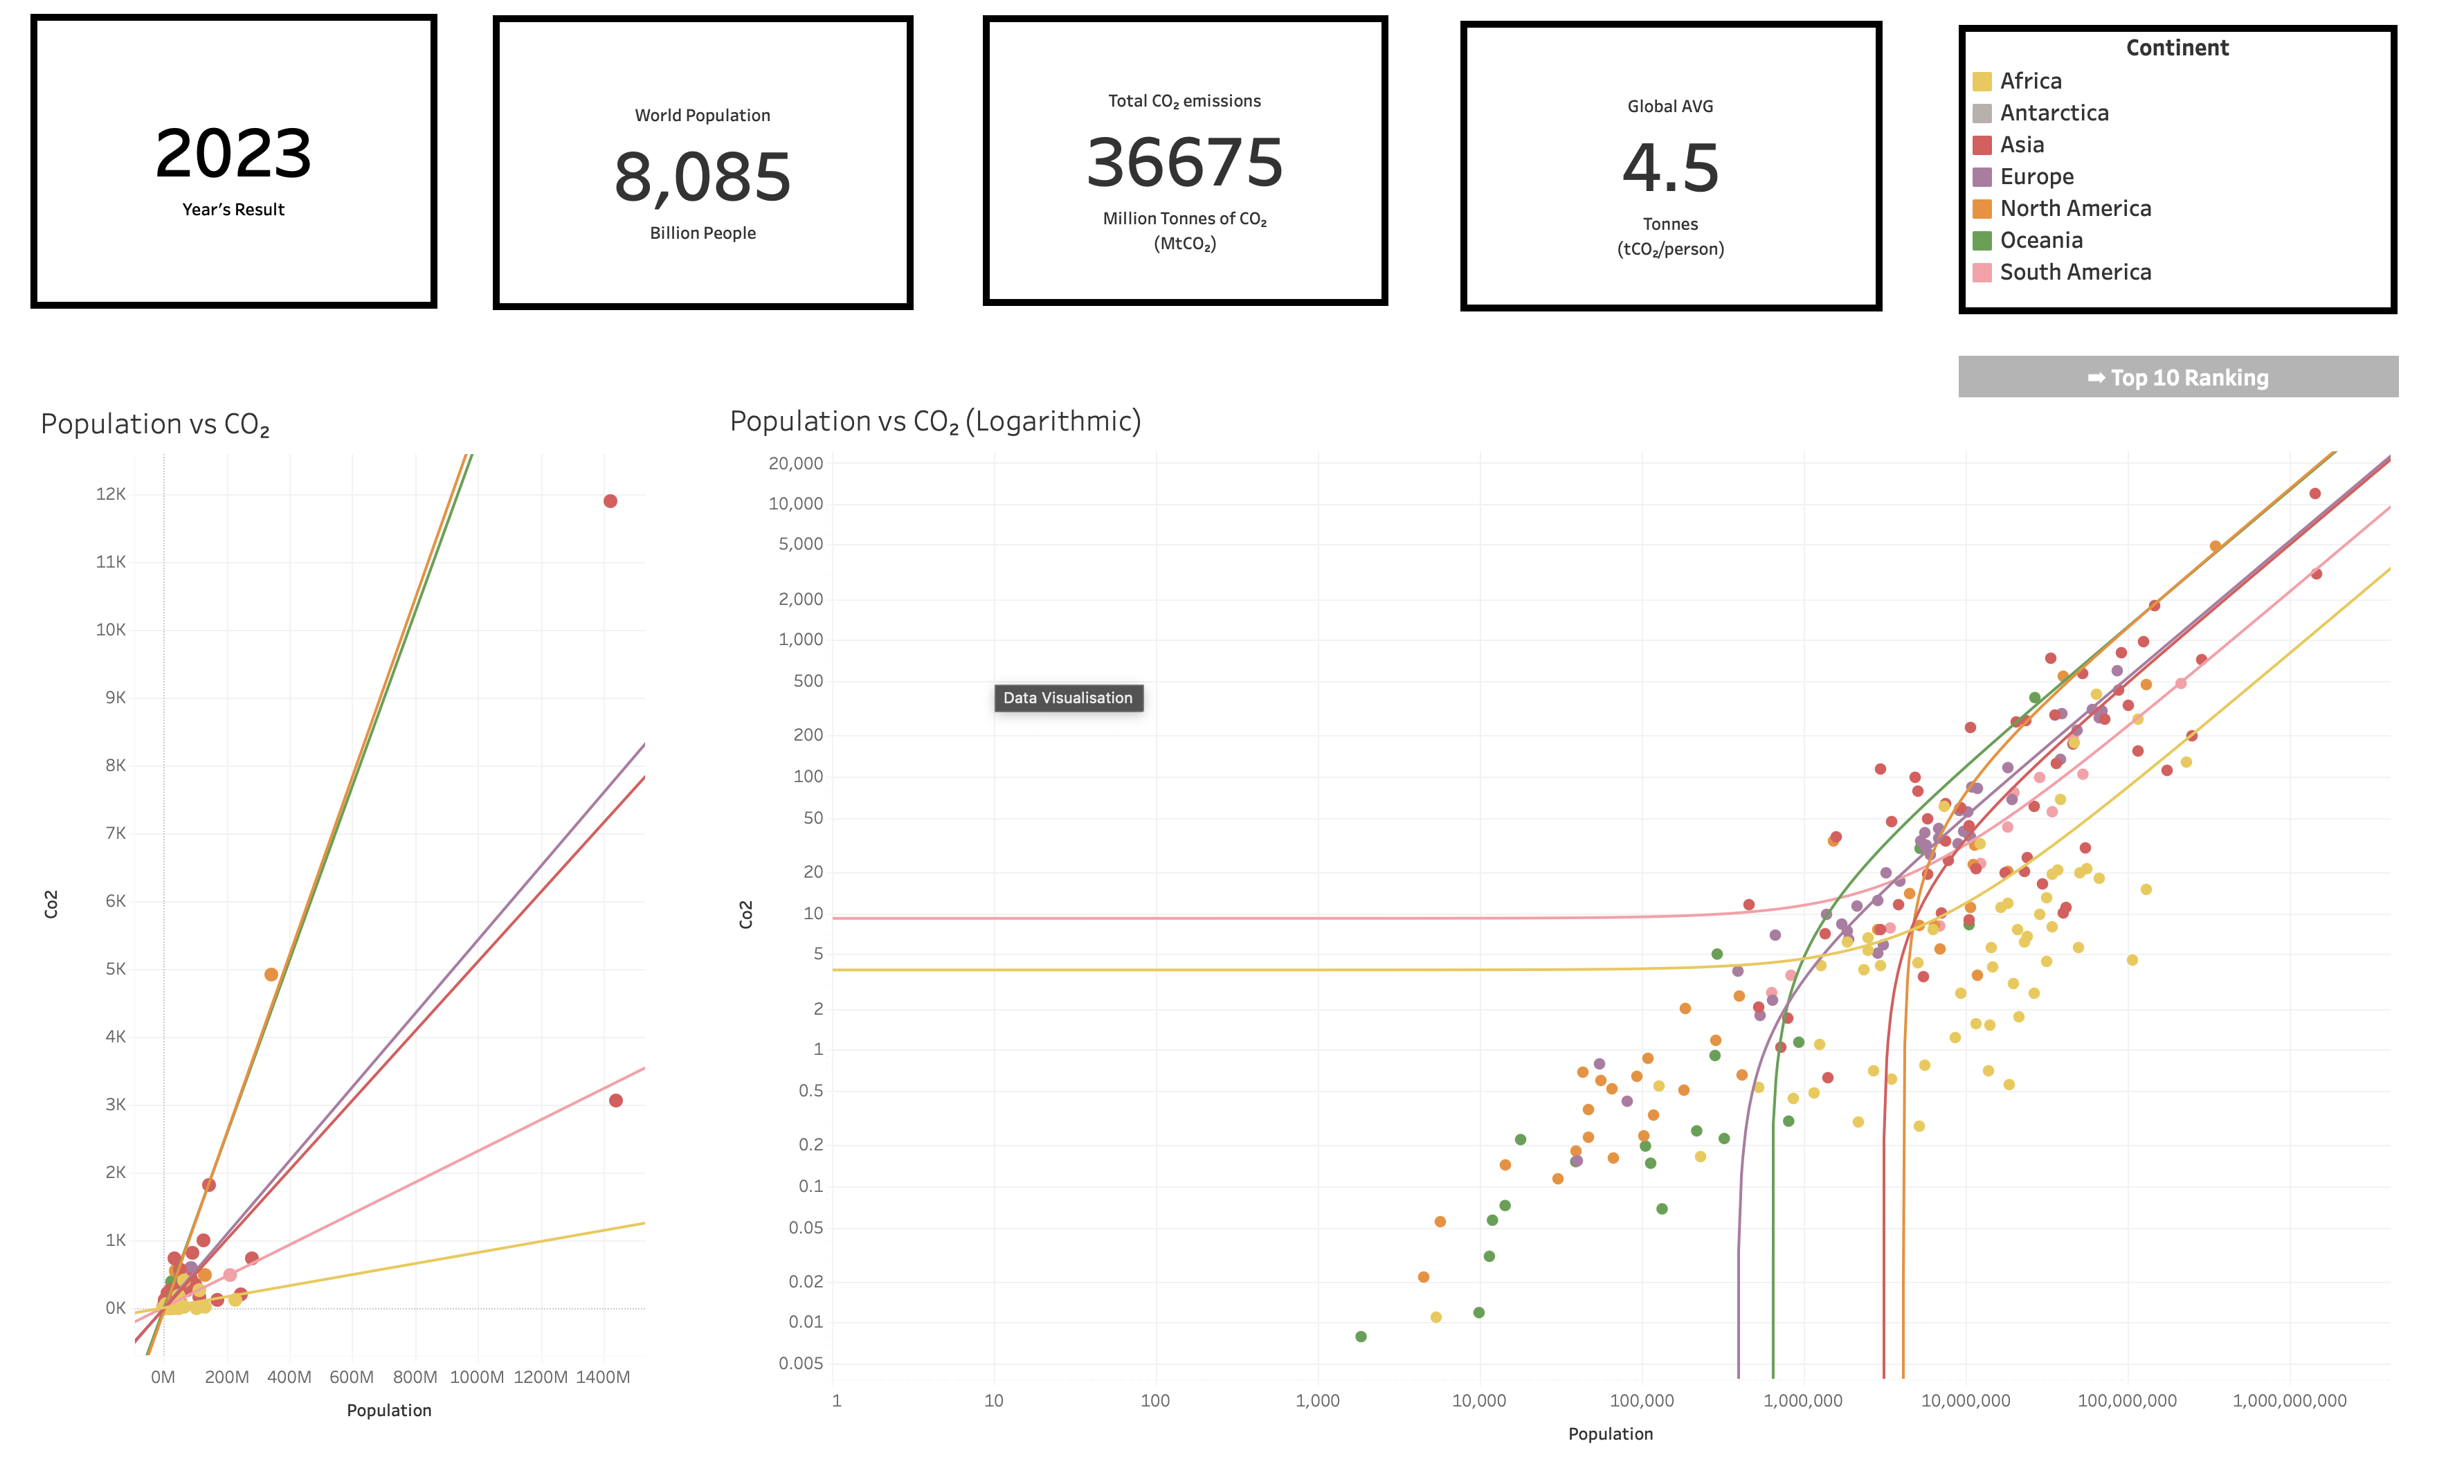 2023
Year's Result
World Population
8,085
Billion People
Total CO₂ emissions
36675
Million Tonnes of CO₂
(MtCO₂)
Global AVG
4.5
Tonnes
(tCO₂/person)
Continent
Africa
Antarctica
Asia
Europe
North America
Oceania
South America
➡ Top 10 Ranking
Population vs CO₂
12K
11K
10K
9K
8K
7K
6K
5K
4K
3K
2K
1K
0K
Co2
0M 200M 400M 600M 800M 1000M 1200M 1400M
Population
Population vs CO₂ (Logarithmic)
20,000
10,000
5,000
2,000
1,000
500
200
100
50
20
10
5
2
1
0.5
0.2
0.1
0.05
0.02
0.01
0.005
Co2
Data Visualisation
1 10 100 1,000 10,000 100,000 1,000,000 10,000,000 100,000,000 1,000,000,000
Population